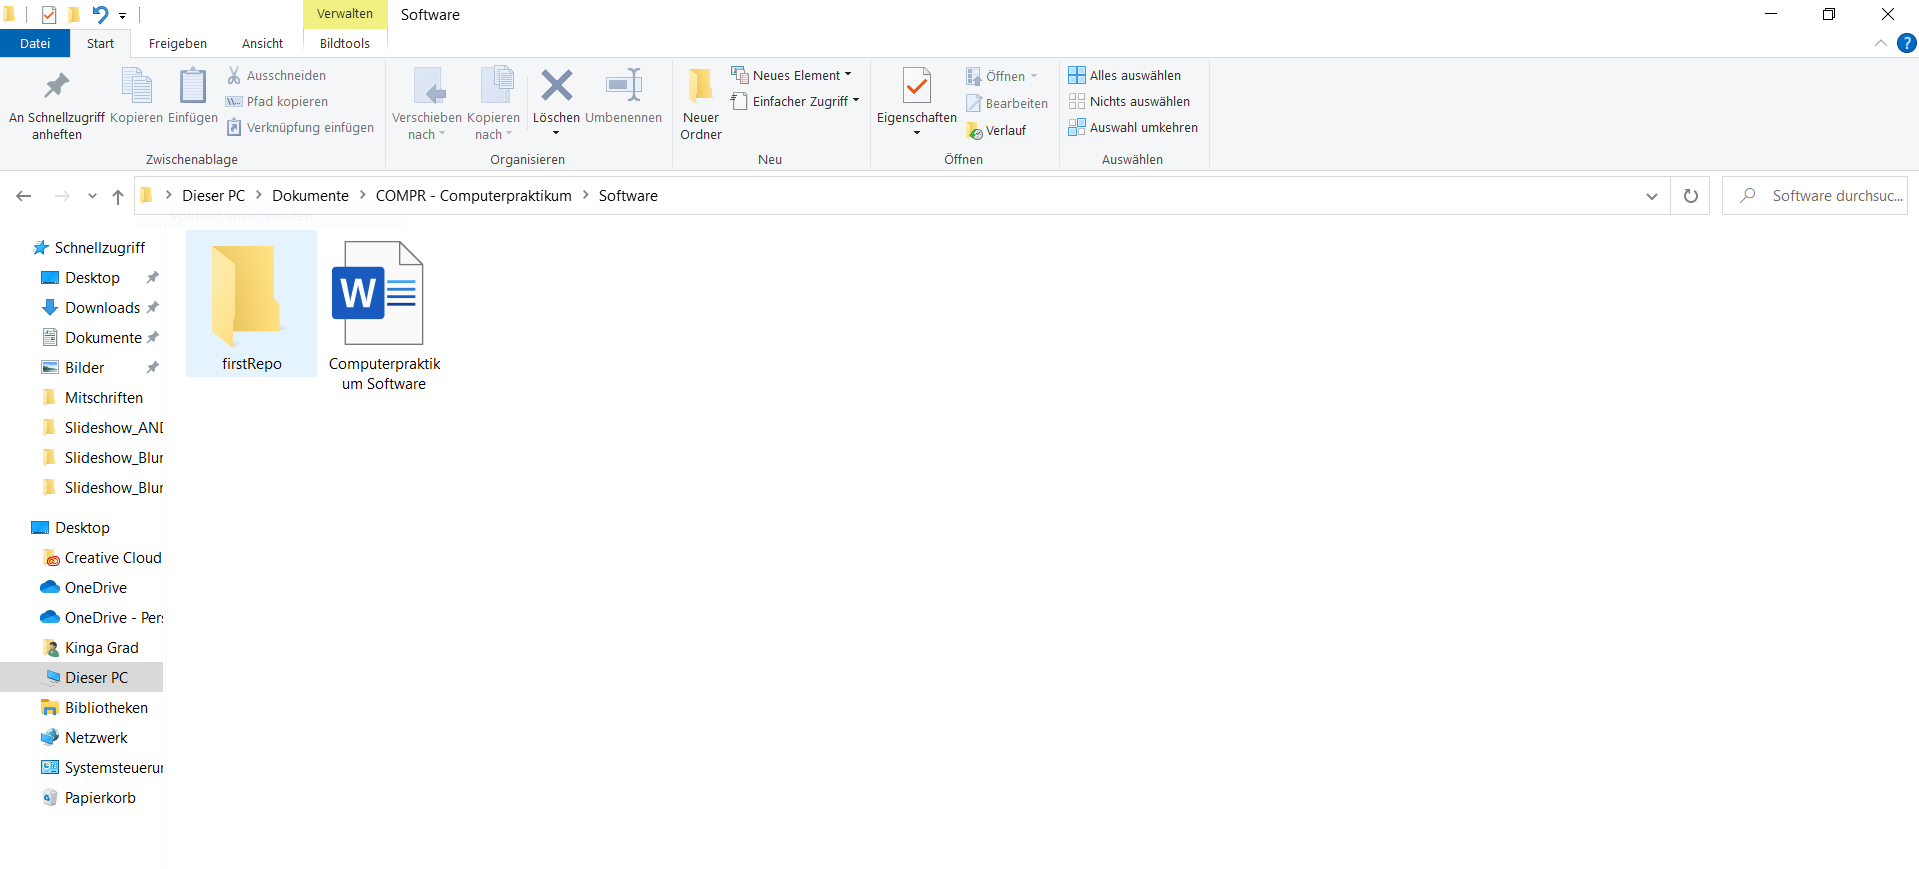 Verwalten
Software
Datei
Start
Freigeben
Ansicht
Bildtools
An Schnellzugriff
anheften
Kopieren
Einfügen
Ausschneiden
Pfad kopieren
Verknüpfung einfügen
Zwischenablage
Verschieben
nach
Kopieren
nach
Löschen
Umbenennen
Organisieren
Neuer
Ordner
Neues Element
Einfacher Zugriff
Neu
Eigenschaften
Öffnen
Bearbeiten
Verlauf
Öffnen
Alles auswählen
Nichts auswählen
Auswahl umkehren
Auswählen
Dieser PC
Dokumente
COMPR - Computerpraktikum
Software
Software durchsuc...
Vollbild ausschneiden
Schnellzugriff
Desktop
Downloads
Dokumente
Bilder
Mitschriften
Slideshow_AND
Slideshow_Blur
Slideshow_Blur
Desktop
Creative Cloud
OneDrive
OneDrive - Pers
Kinga Grad
Dieser PC
Bibliotheken
Netzwerk
Systemsteuerun
Papierkorb
firstRepo
W
Computerpraktik
um Software